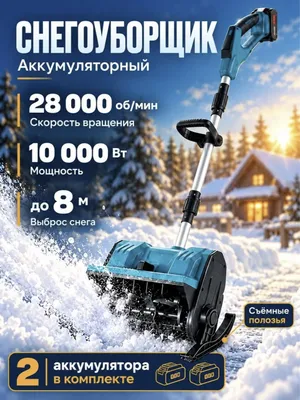 СНЕГОУБОРЩИК
Аккумуляторный
28 000 об/мин
Скорость вращения
10 000 Вт
Мощность
до 8 м
Выброс снега
Съёмные
полозья
2 аккумулятора
в комплекте